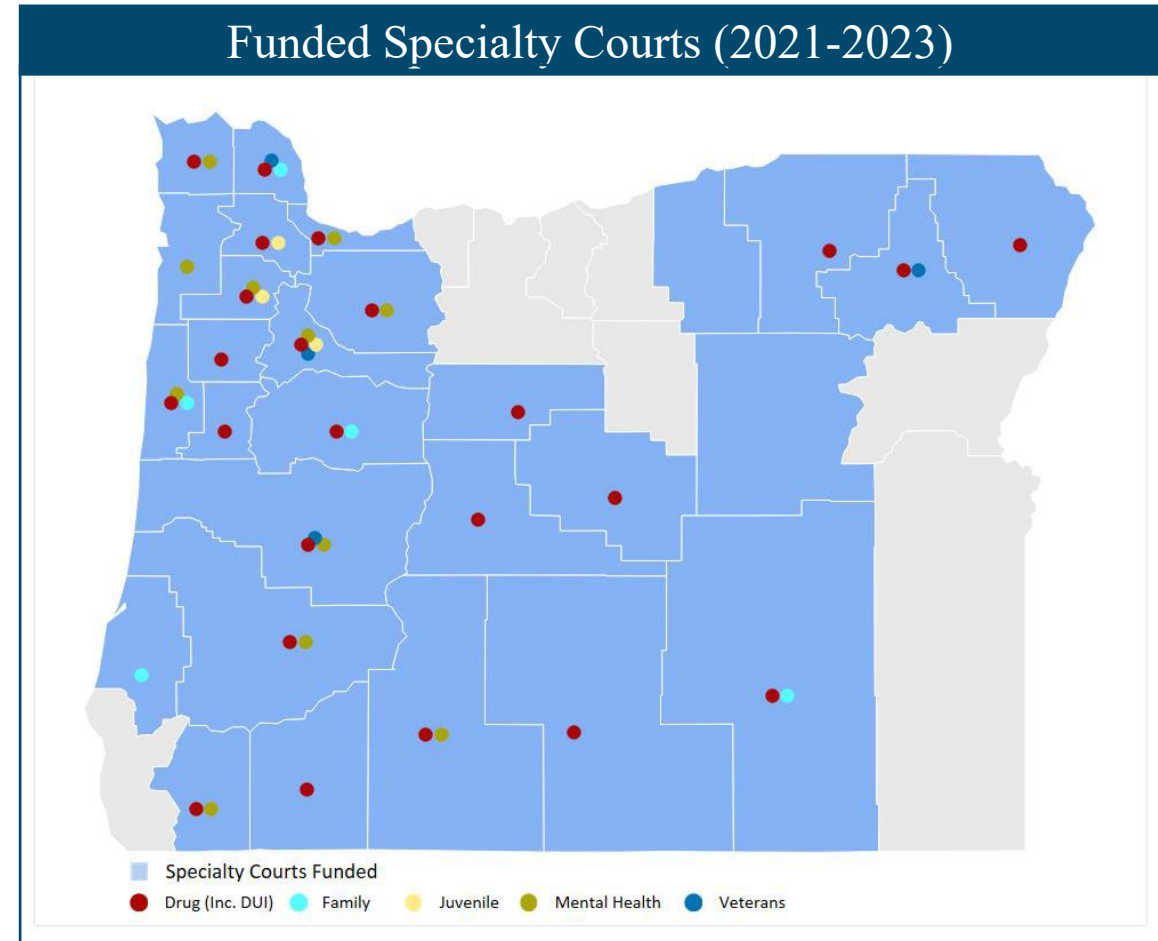 Funded Specialty Courts (2021-2023)
Specialty Courts Funded
Drug (Inc. DUI) Family Juvenile Mental Health Veterans